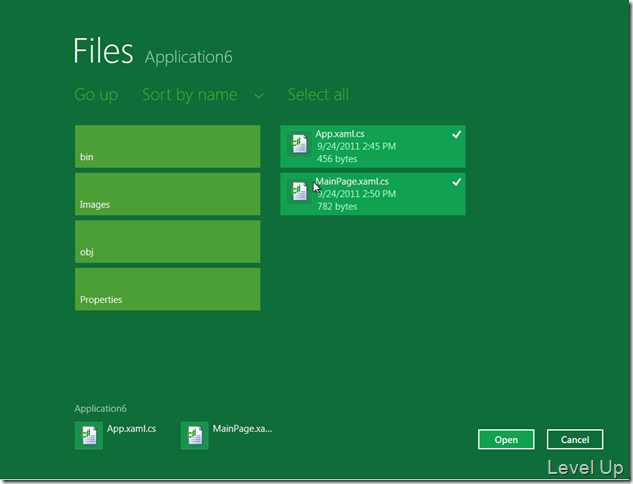 Files Application6
Go up Sort by name Select all
bin
Images
obj
Properties
App.xaml.cs
9/24/2011 2:45 PM
456 bytes
MainPage.xaml.cs
9/24/2011 2:50 PM
782 bytes
Application6
App.xaml.cs
MainPage.xa...
Open Cancel
Level Up